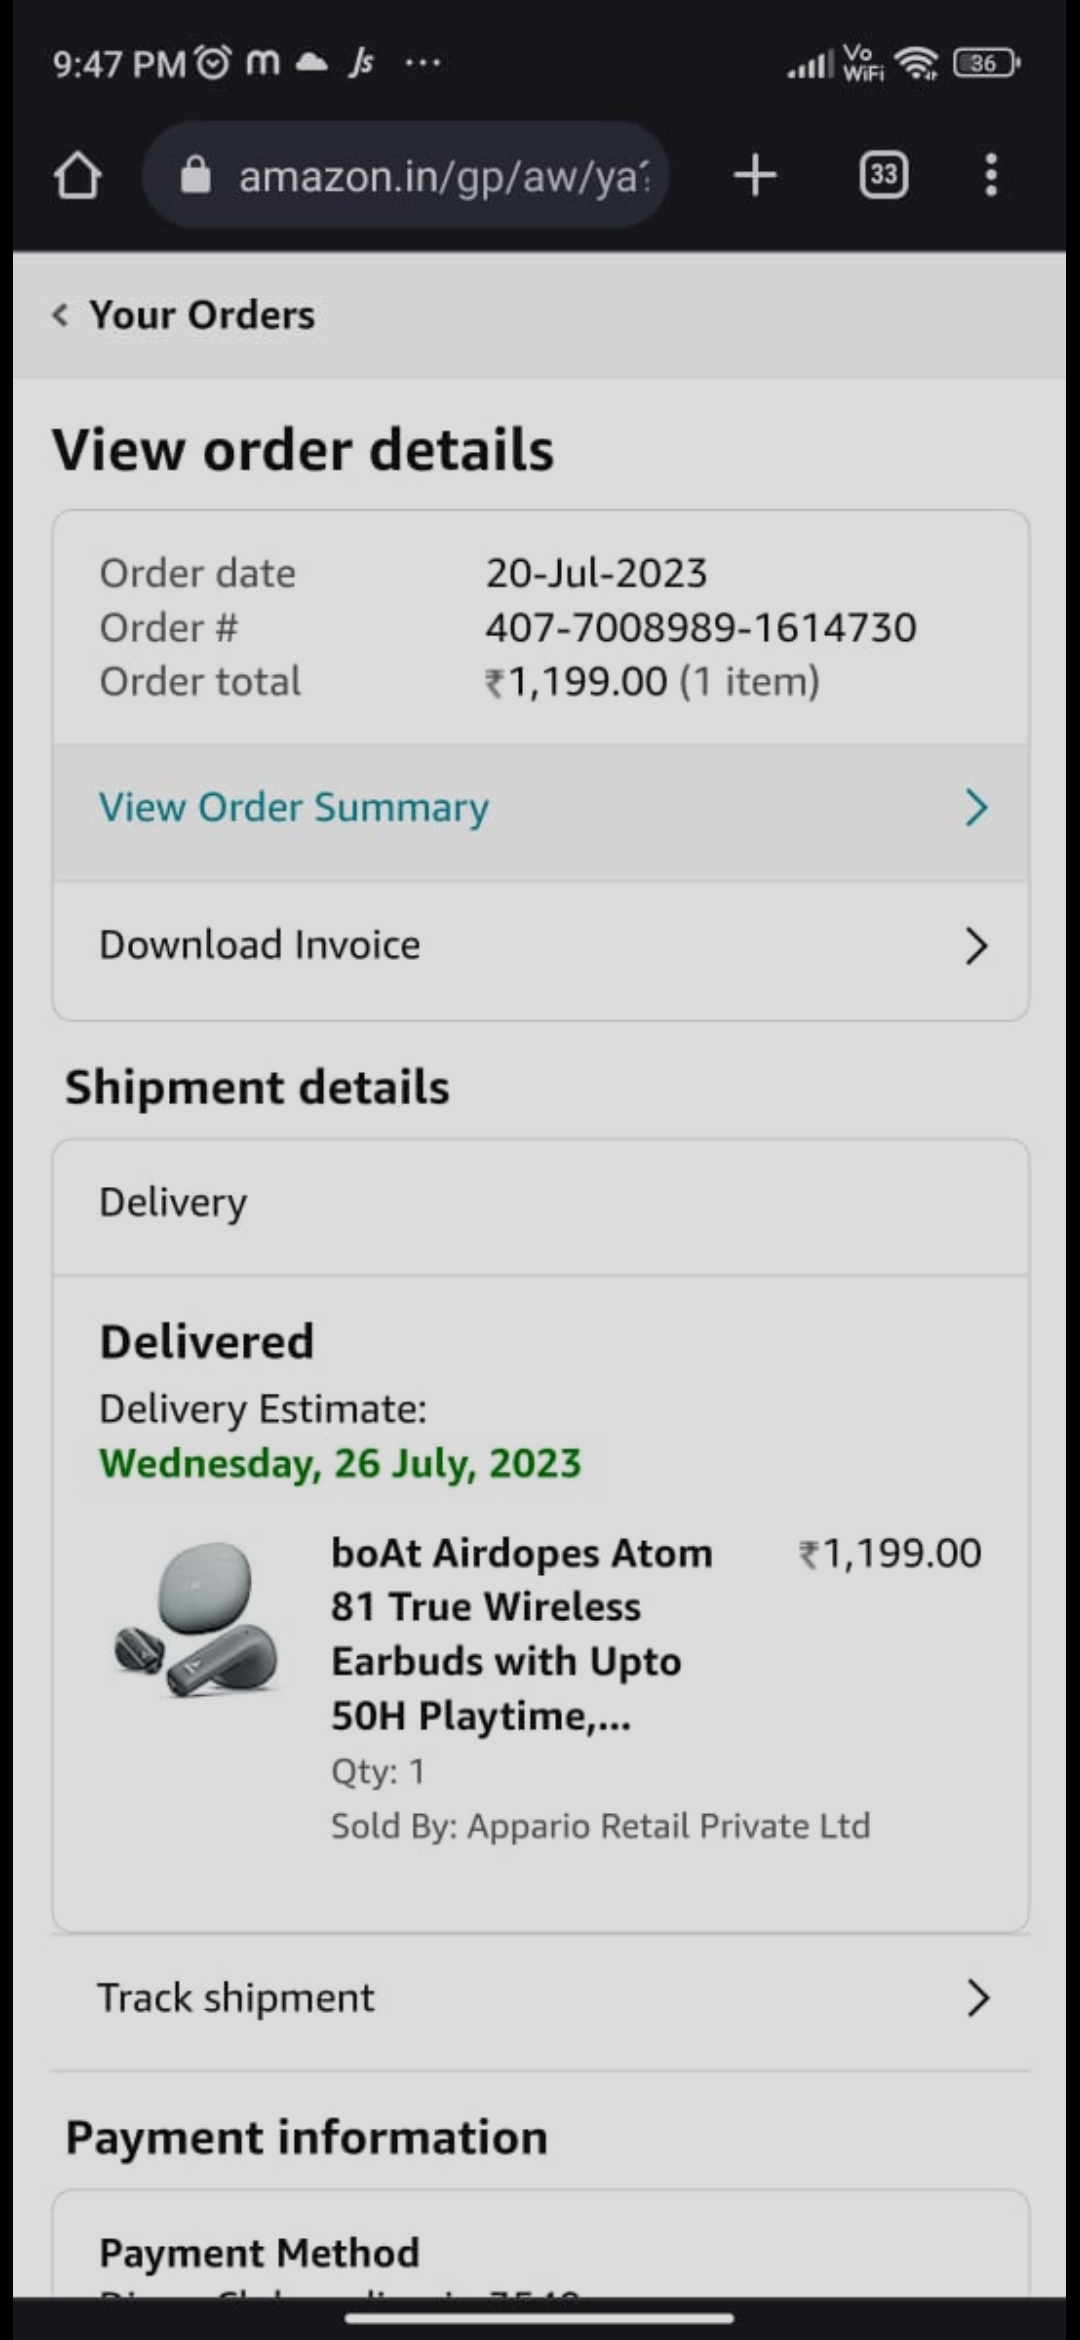 9:47 PM m Js ...
Vo
WiFi
36
amazon.in/gp/aw/ya
33
Your Orders
View order details
Order date 20-Jul-2023
Order # 407-7008989-1614730
Order total ₹1,199.00 (1 item)
View Order Summary
Download Invoice
Shipment details
Delivery
Delivered
Delivery Estimate:
Wednesday, 26 July, 2023
boAt Airdopes Atom ₹1,199.00
81 True Wireless
Earbuds with Upto
50H Playtime,...
Qty: 1
Sold By: Appario Retail Private Ltd
Track shipment
Payment information
Payment Method